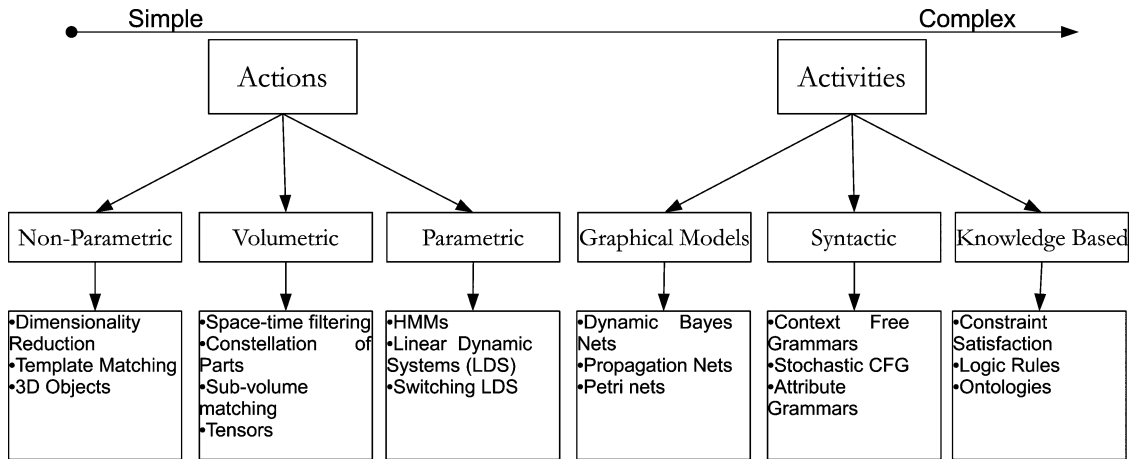 Simple
Complex
Actions
Activities
Non-Parametric
Volumetric
Parametric
Graphical Models
Syntactic
Knowledge Based
•Dimensionality
Reduction
•Template Matching
•3D Objects
•Space-time filtering
•Constellation of
Parts
•Sub-volume
matching
•Tensors
•HMMs
•Linear Dynamic
Systems (LDS)
•Switching LDS
•Dynamic Bayes
Nets
•Propagation Nets
•Petri nets
•Context Free
Grammars
•Stochastic CFG
•Attribute
Grammars
•Constraint
Satisfaction
•Logic Rules
•Ontologies